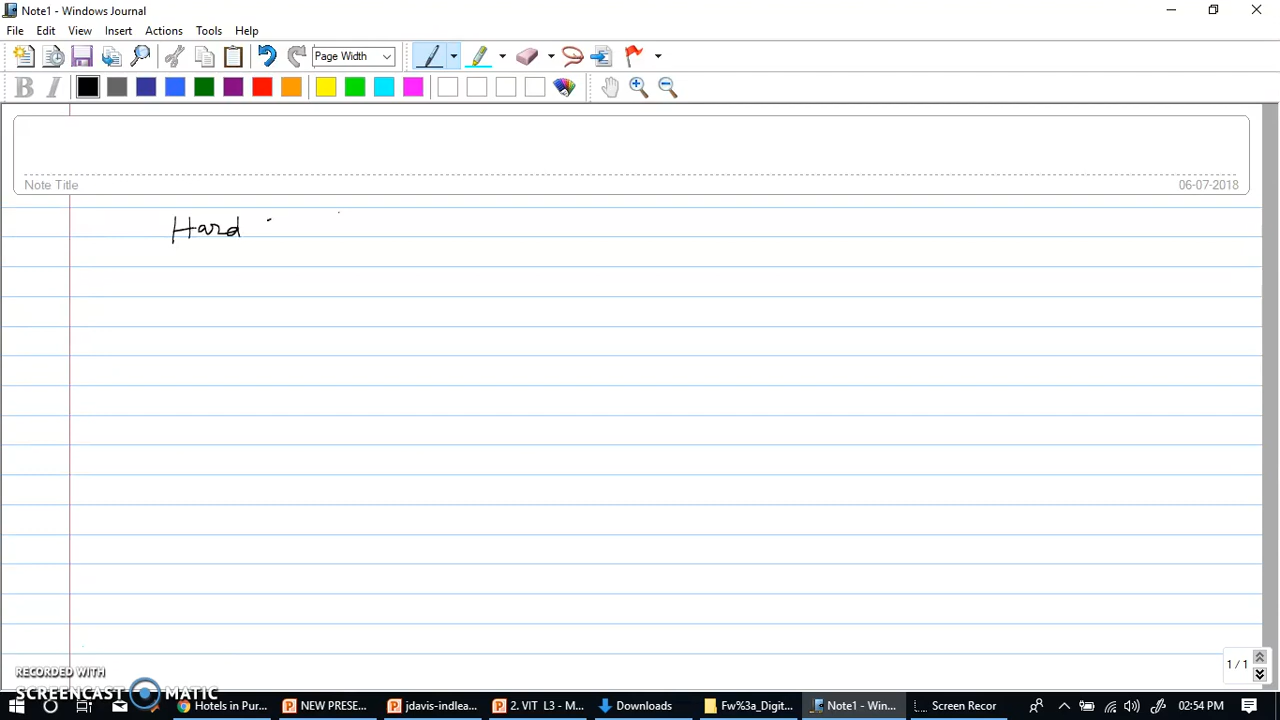 Note1 - Windows Journal
File Edit View Insert Actions Tools Help
Page Width
B I
Note Title
06-07-2018
Hard
1 / 1
RECORDED WITH
SCREENCAST MATIC
Hotels in Pur...
NEW PRESE...
jdavis-indlea...
2. VIT L3 - M...
Downloads
Fw%3a_Digit...
Note1 - Win...
Screen Recor
02:54 PM